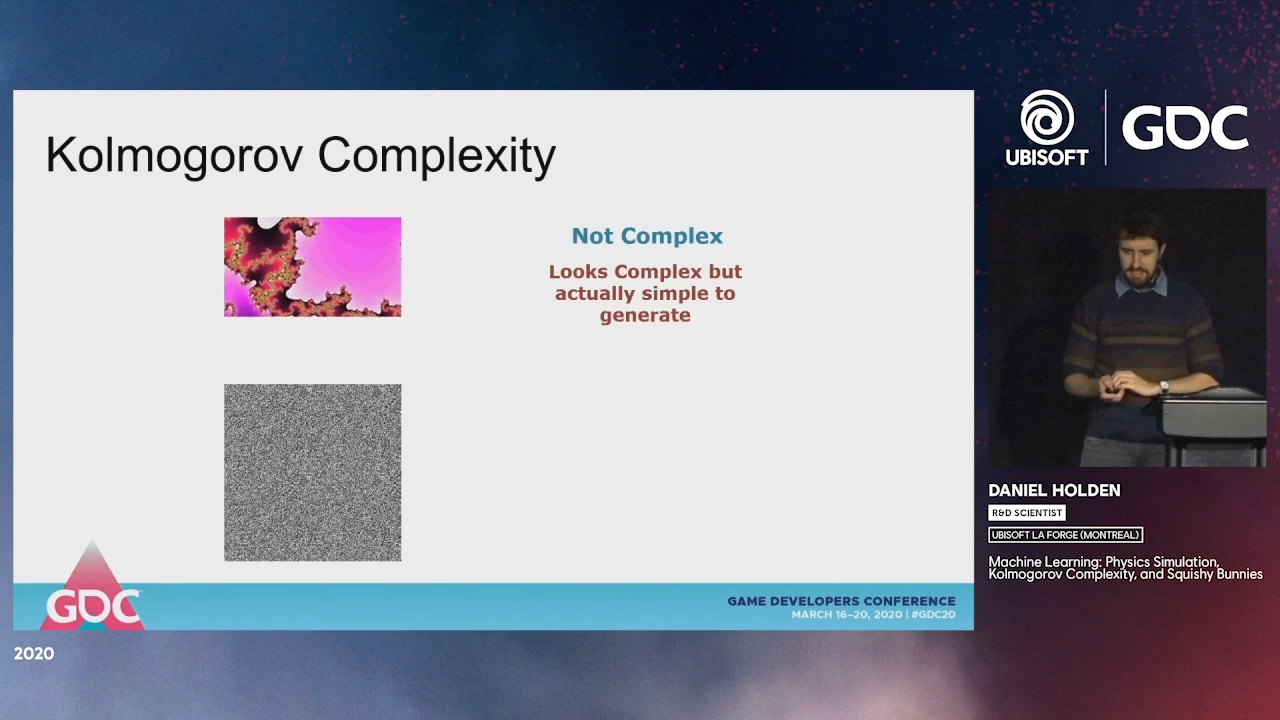 Kolmogorov Complexity
Not Complex
Looks Complex but
actually simple to
generate
GDC
GAME DEVELOPERS CONFERENCE
MARCH 16–20, 2020 | #GDC20
2020
UBISOFT
GDC
DANIEL HOLDEN
R&D SCIENTIST
UBISOFT LA FORGE (MONTREAL)
Machine Learning: Physics Simulation,
Kolmogorov Complexity, and Squishy Bunnies